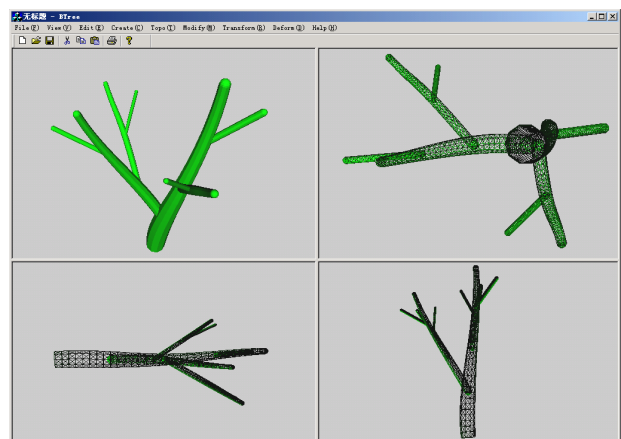 无标题 - BTree
File(F) View(V) Edit(E) Create(C) Topo(T) Modify(M) Transform(R) Deform(D) Help(H)